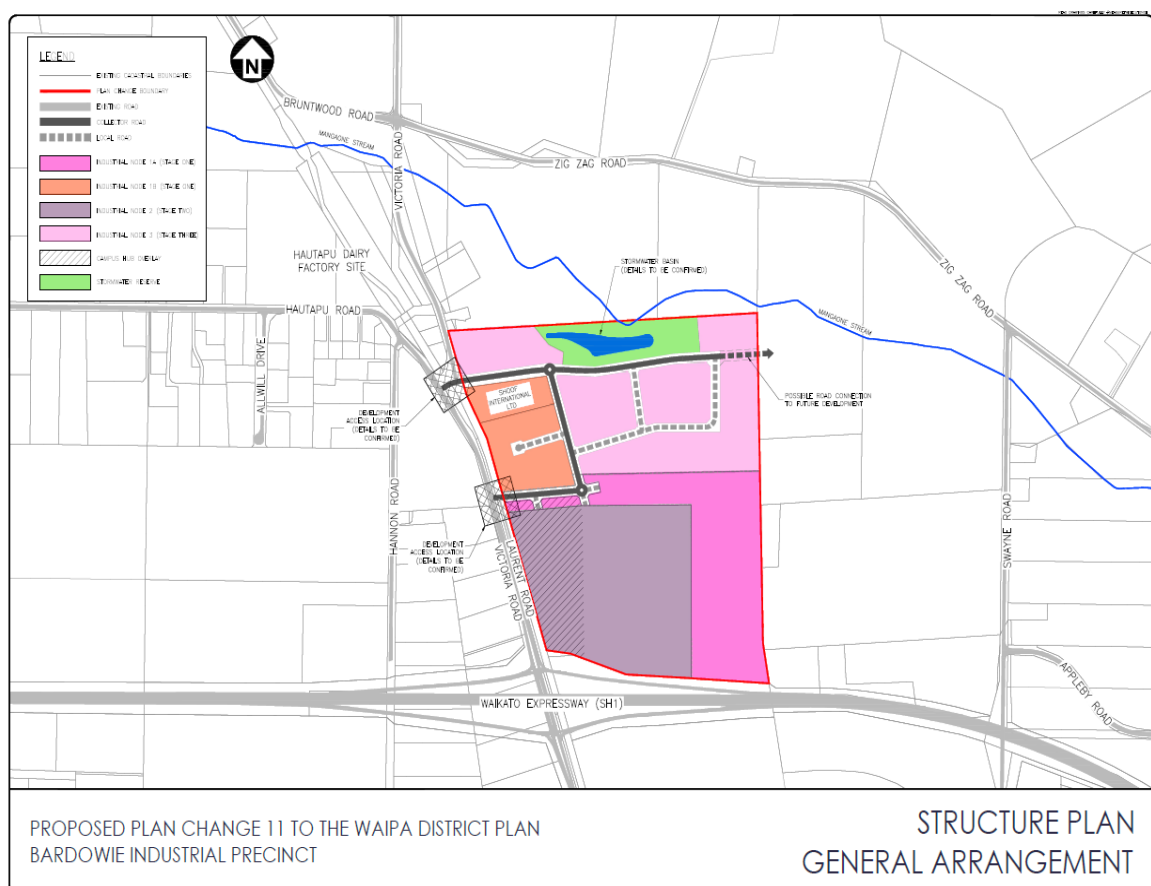 LEGEND
EXISTING CADASTRAL BOUNDARIES
PLAN CHANGE BOUNDARY
EXISTING ROAD
COLLECTOR ROAD
LOCAL ROAD
INDUSTRIAL NODE 1A (STAGE ONE)
INDUSTRIAL NODE 1B (STAGE ONE)
INDUSTRIAL NODE 2 (STAGE TWO)
INDUSTRIAL NODE 3 (STAGE THREE)
CAMPUS HUB OVERLAY
STORMWATER RESERVE
N
BRUNTWOOD ROAD
MANGAONE STREAM
VICTORIA ROAD
ZIG ZAG ROAD
HAUTAPU DAIRY
FACTORY SITE
STORMWATER BASIN
(DETAILS TO BE CONFIRMED)
ZIG ZAG ROAD
HAUTAPU ROAD
MANGAONE STREAM
ALLWILL DRIVE
SHOOF
INTERNATIONAL
LTD
POSSIBLE ROAD CONNECTION
TO FUTURE DEVELOPMENT
DEVELOPMENT
ACCESS LOCATION
(DETAILS TO BE
CONFIRMED)
HANNON ROAD
DEVELOPMENT
ACCESS LOCATION
(DETAILS TO BE
CONFIRMED)
LAURENT ROAD
VICTORIA ROAD
SWAYNE ROAD
APPLEBY ROAD
WAIKATO EXPRESSWAY (SH1)
PROPOSED PLAN CHANGE 11 TO THE WAIPA DISTRICT PLAN
BARDOWIE INDUSTRIAL PRECINCT
STRUCTURE PLAN
GENERAL ARRANGEMENT